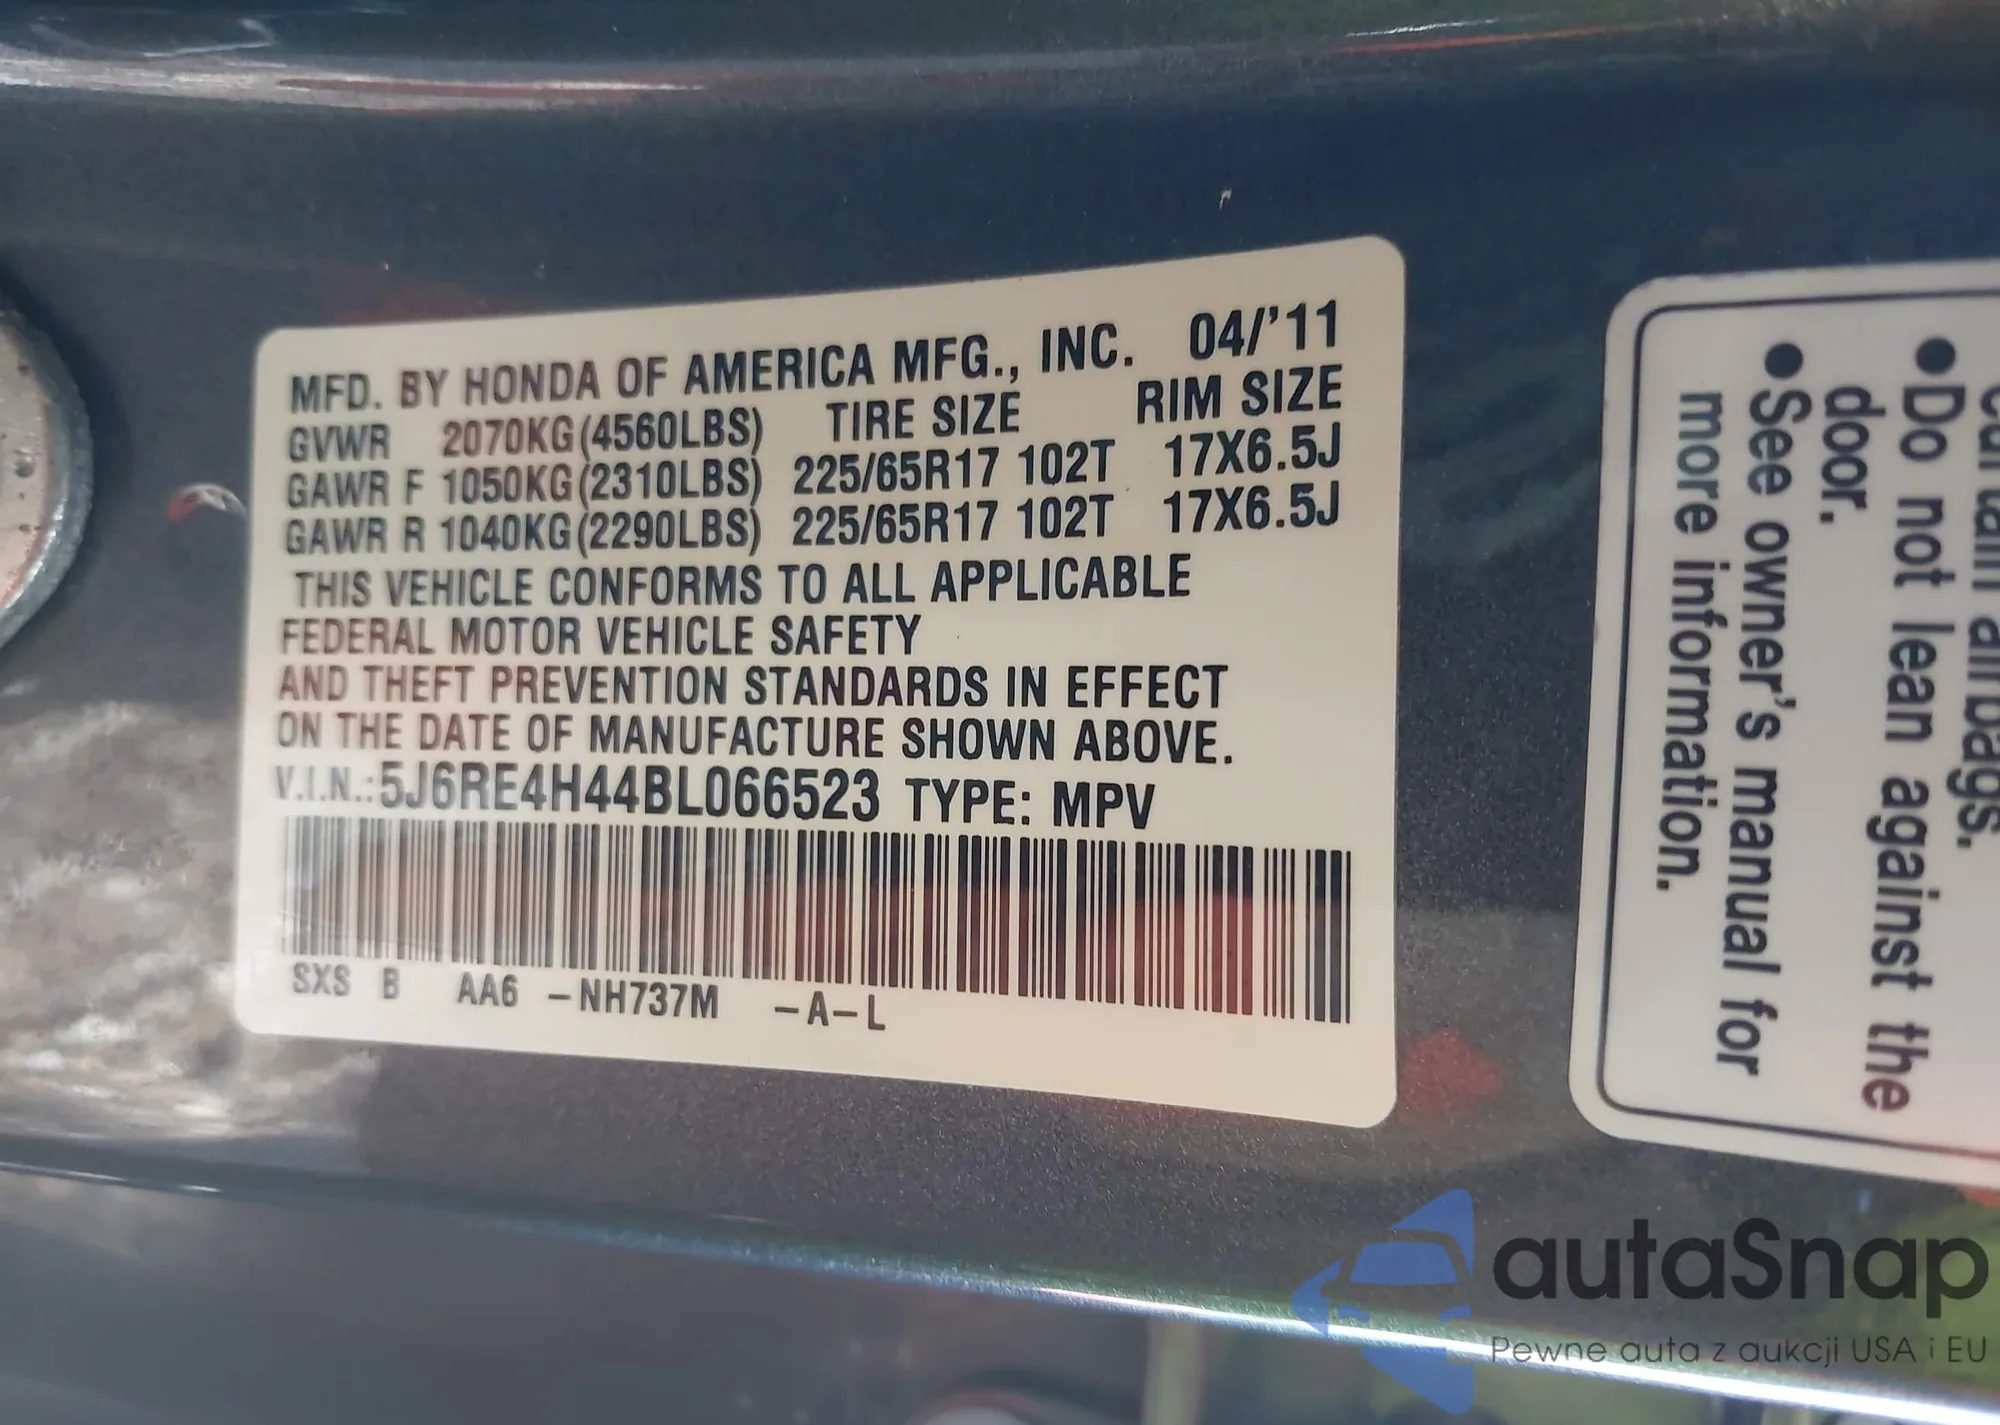 MFD. BY HONDA OF AMERICA MFG., INC. 04/'11
GVWR 2070KG(4560LBS) TIRE SIZE RIM SIZE
GAWR F 1050KG(2310LBS) 225/65R17 102T 17X6.5J
GAWR R 1040KG(2290LBS) 225/65R17 102T 17X6.5J
THIS VEHICLE CONFORMS TO ALL APPLICABLE
FEDERAL MOTOR VEHICLE SAFETY
AND THEFT PREVENTION STANDARDS IN EFFECT
ON THE DATE OF MANUFACTURE SHOWN ABOVE.
V.I.N.:5J6RE4H44BL066523 TYPE: MPV
SXS B AA6 -NH737M -A-L
curtain airbags.
●Do not lean against the
door.
●See owner's manual for
more information.
autaSnap
Pewne auta z aukcji USA i EU